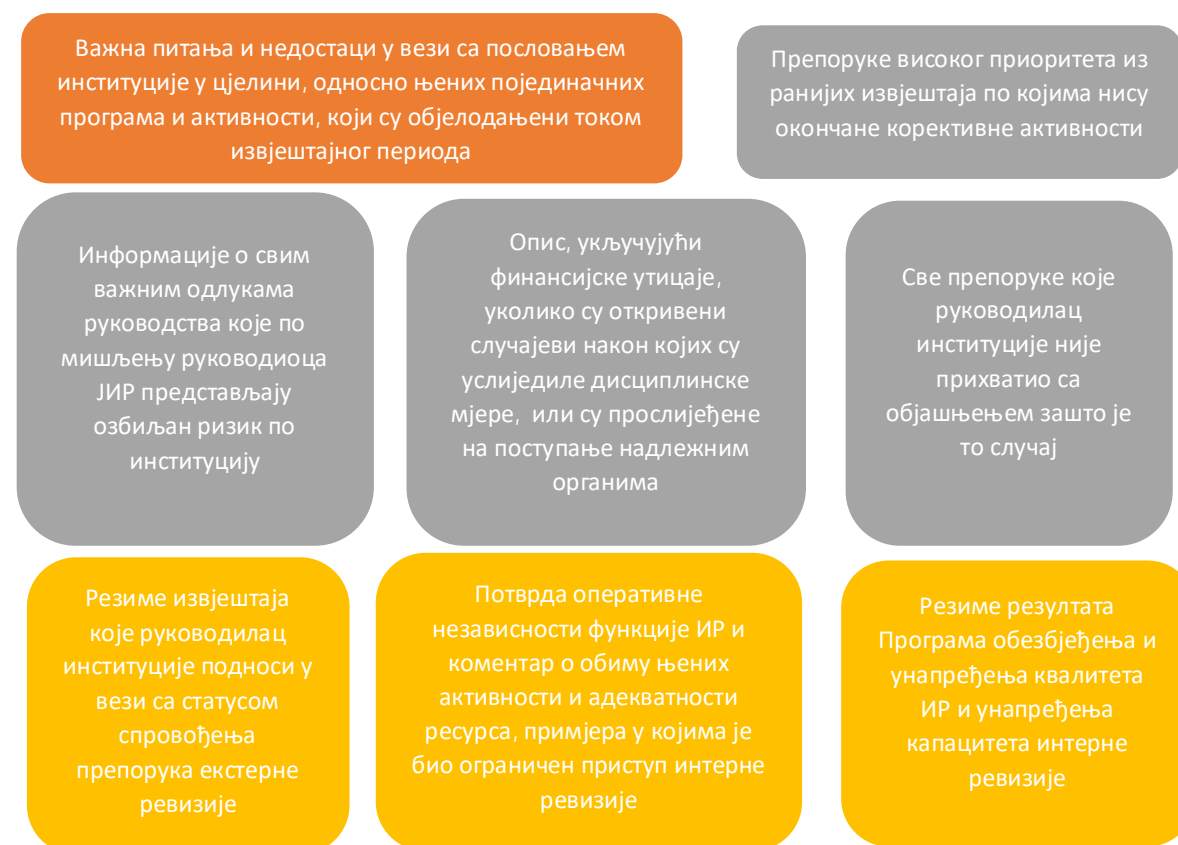 Важна питања и недостаци у вези са пословањем
институције у цјелини, односно њених појединачних
програма и активности, који су објелодањени током
извјештајног периода
Препоруке високог приоритета из
ранијих извјештаја по којима нису
окончане корективне активности
Информације о свим
важним одлукама
руководства које по
мишљењу руководиоца
ЈИР представљају
озбиљан ризик по
институцију
Опис, укључујући
финансијске утицаје,
уколико су откривени
случајеви након којих су
услиједиле дисциплинске
мјере, или су прослијеђене
на поступање надлежним
органима
Све препоруке које
руководилац
институције није
прихватио са
објашњењем зашто је
то случај
Резиме извјештаја
које руководилац
институције подноси у
вези са статусом
спровођења
препорука екстерне
ревизије
Потврда оперативне
независности функције ИР и
коментар о обиму њених
активности и адекватности
ресурса, примјера у којима је
био ограничен приступ интерне
ревизије
Резиме резултата
Програма обезбјеђења и
унапређења квалитета
ИР и унапређења
капацитета интерне
ревизије